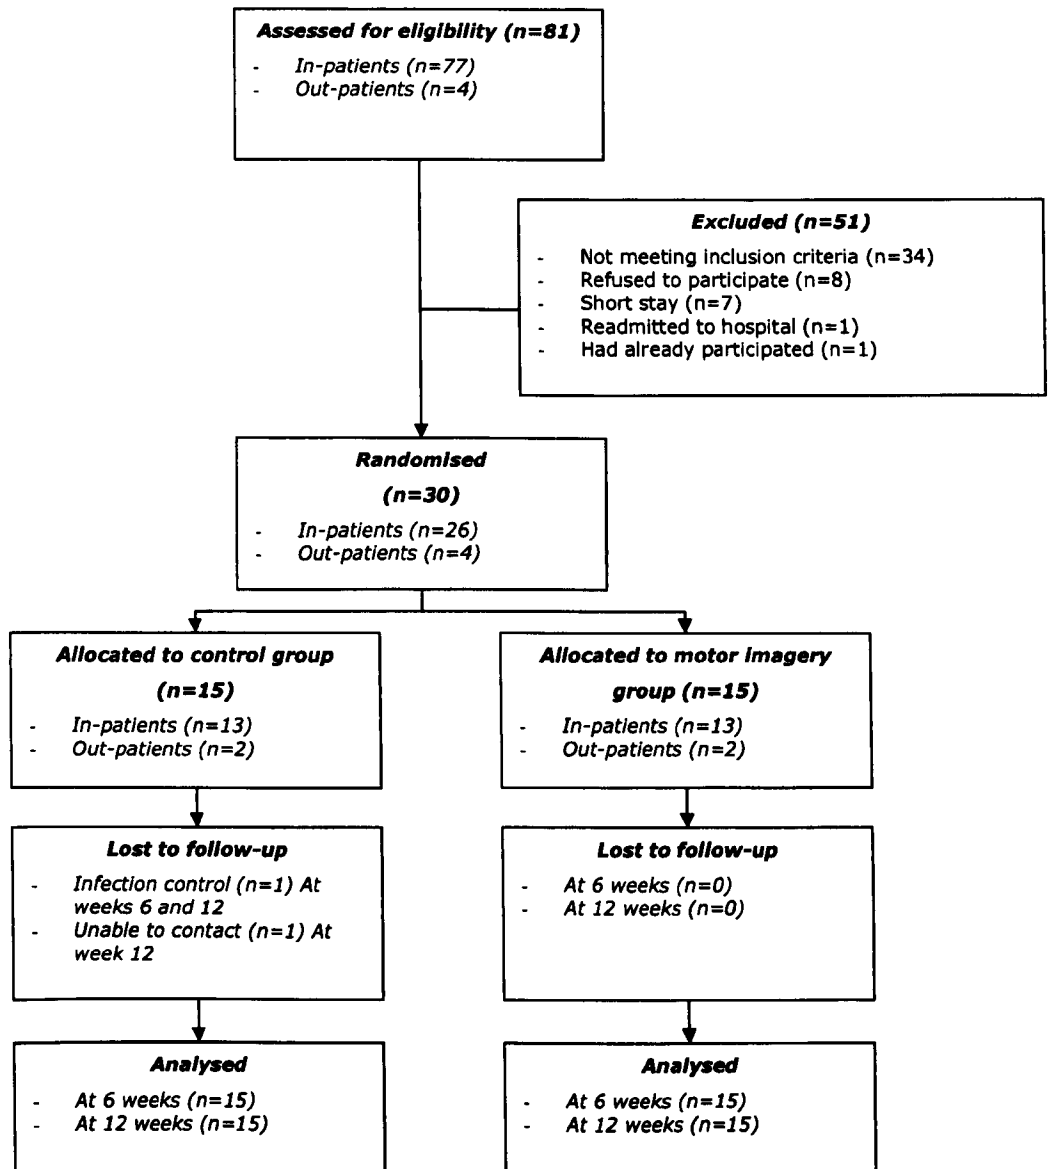 Assessed for eligibility (n=81)
- In-patients (n=77)
- Out-patients (n=4)
Excluded (n=51)
- Not meeting inclusion criteria (n=34)
- Refused to participate (n=8)
- Short stay (n=7)
- Readmitted to hospital (n=1)
- Had already participated (n=1)
Randomised
(n=30)
- In-patients (n=26)
- Out-patients (n=4)
Allocated to control group
(n=15)
- In-patients (n=13)
- Out-patients (n=2)
Allocated to motor imagery
group (n=15)
- In-patients (n=13)
- Out-patients (n=2)
Lost to follow-up
- Infection control (n=1) At
weeks 6 and 12
- Unable to contact (n=1) At
week 12
Lost to follow-up
- At 6 weeks (n=0)
- At 12 weeks (n=0)
Analysed
- At 6 weeks (n=15)
- At 12 weeks (n=15)
Analysed
- At 6 weeks (n=15)
- At 12 weeks (n=15)